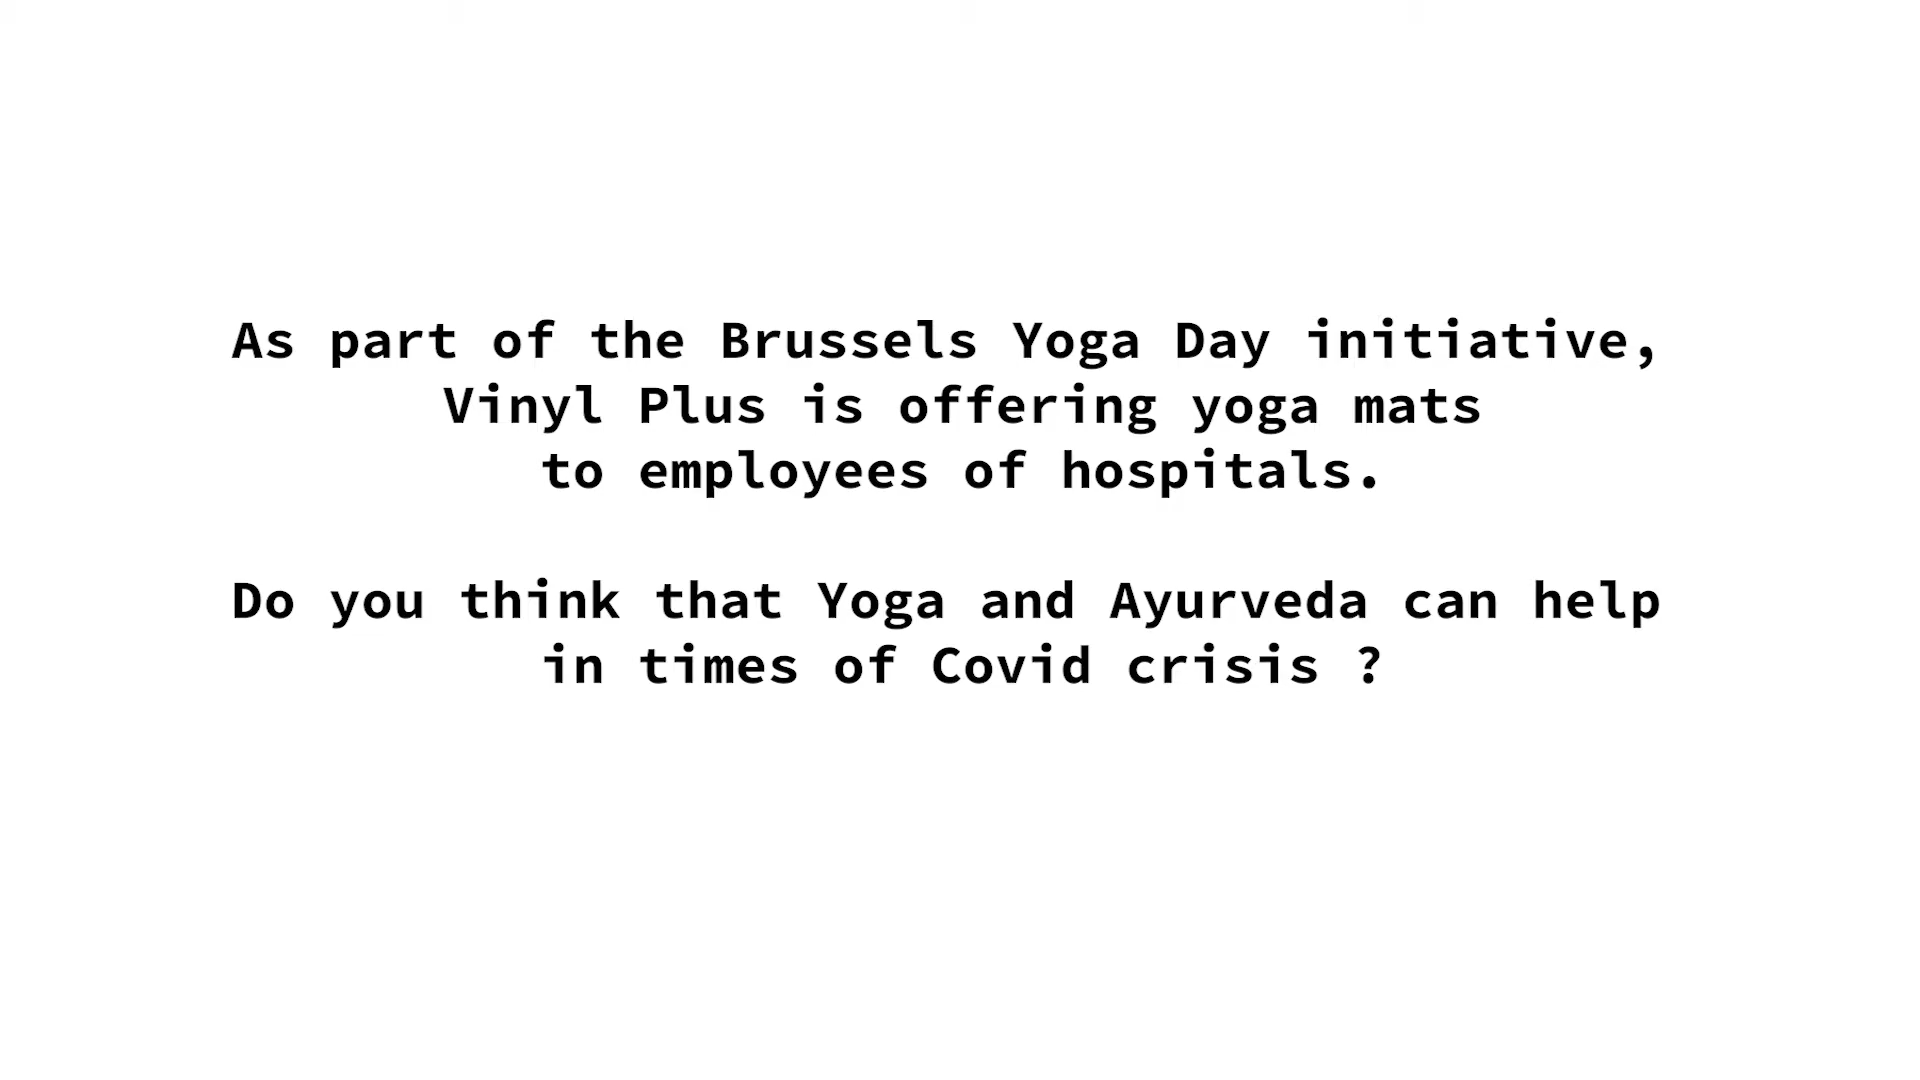 As part of the Brussels Yoga Day initiative,
Vinyl Plus is offering yoga mats
to employees of hospitals.
Do you think that Yoga and Ayurveda can help
in times of Covid crisis ?